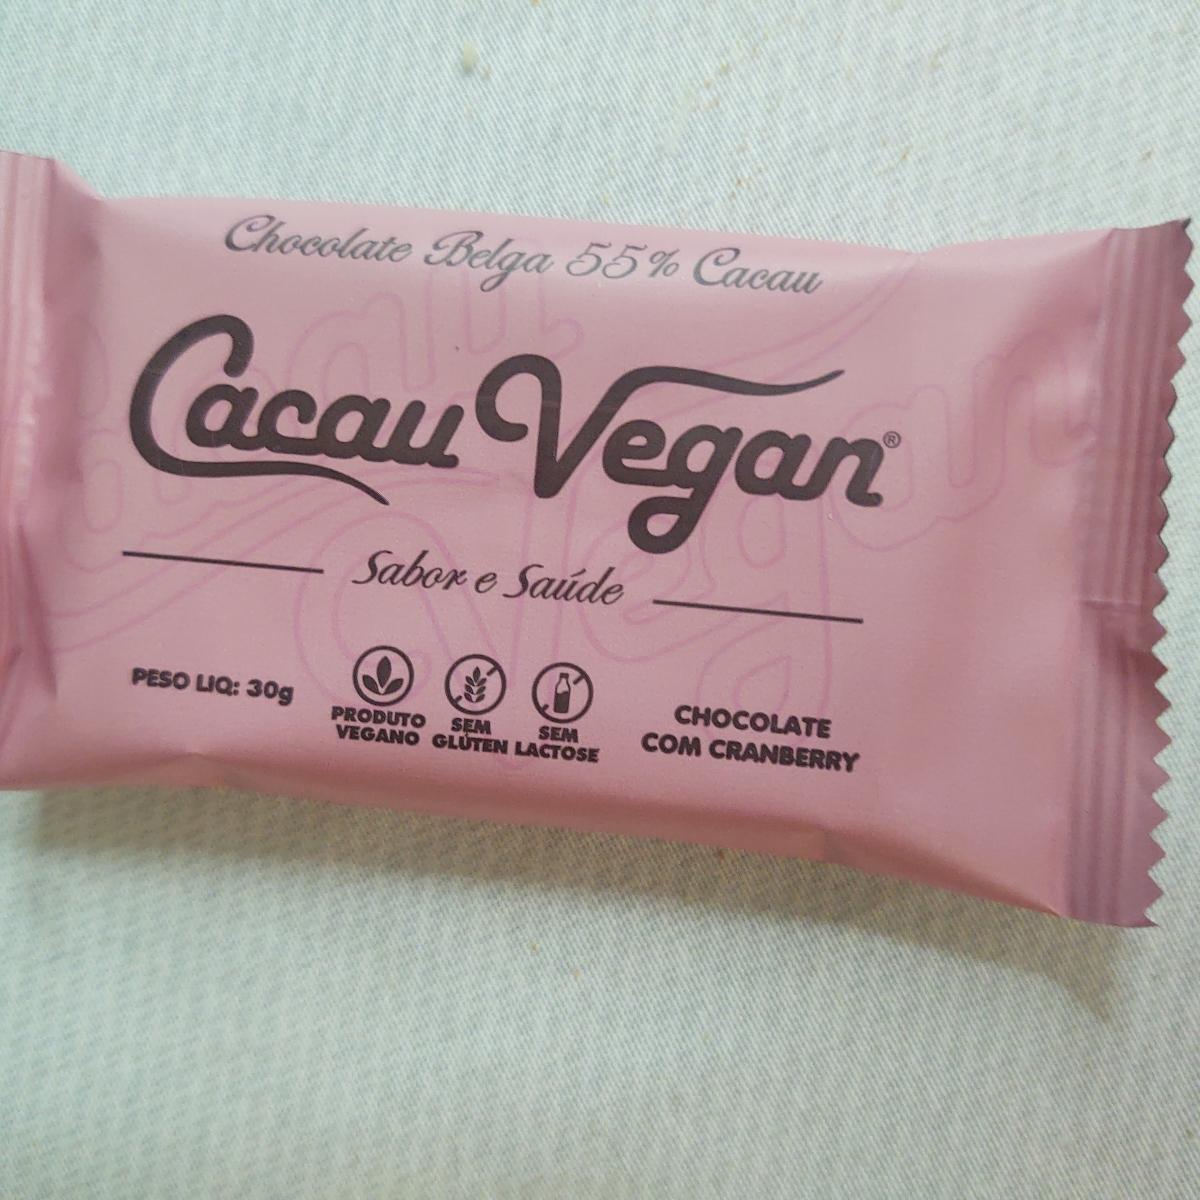 Chocolate Belga 55% Cacau
Cacau Vegan®
Sabor e Saúde
PESO LIQ: 30g
PRODUTO
VEGANO
SEM
GLÚTEN
SEM
LACTOSE
CHOCOLATE
COM CRANBERRY